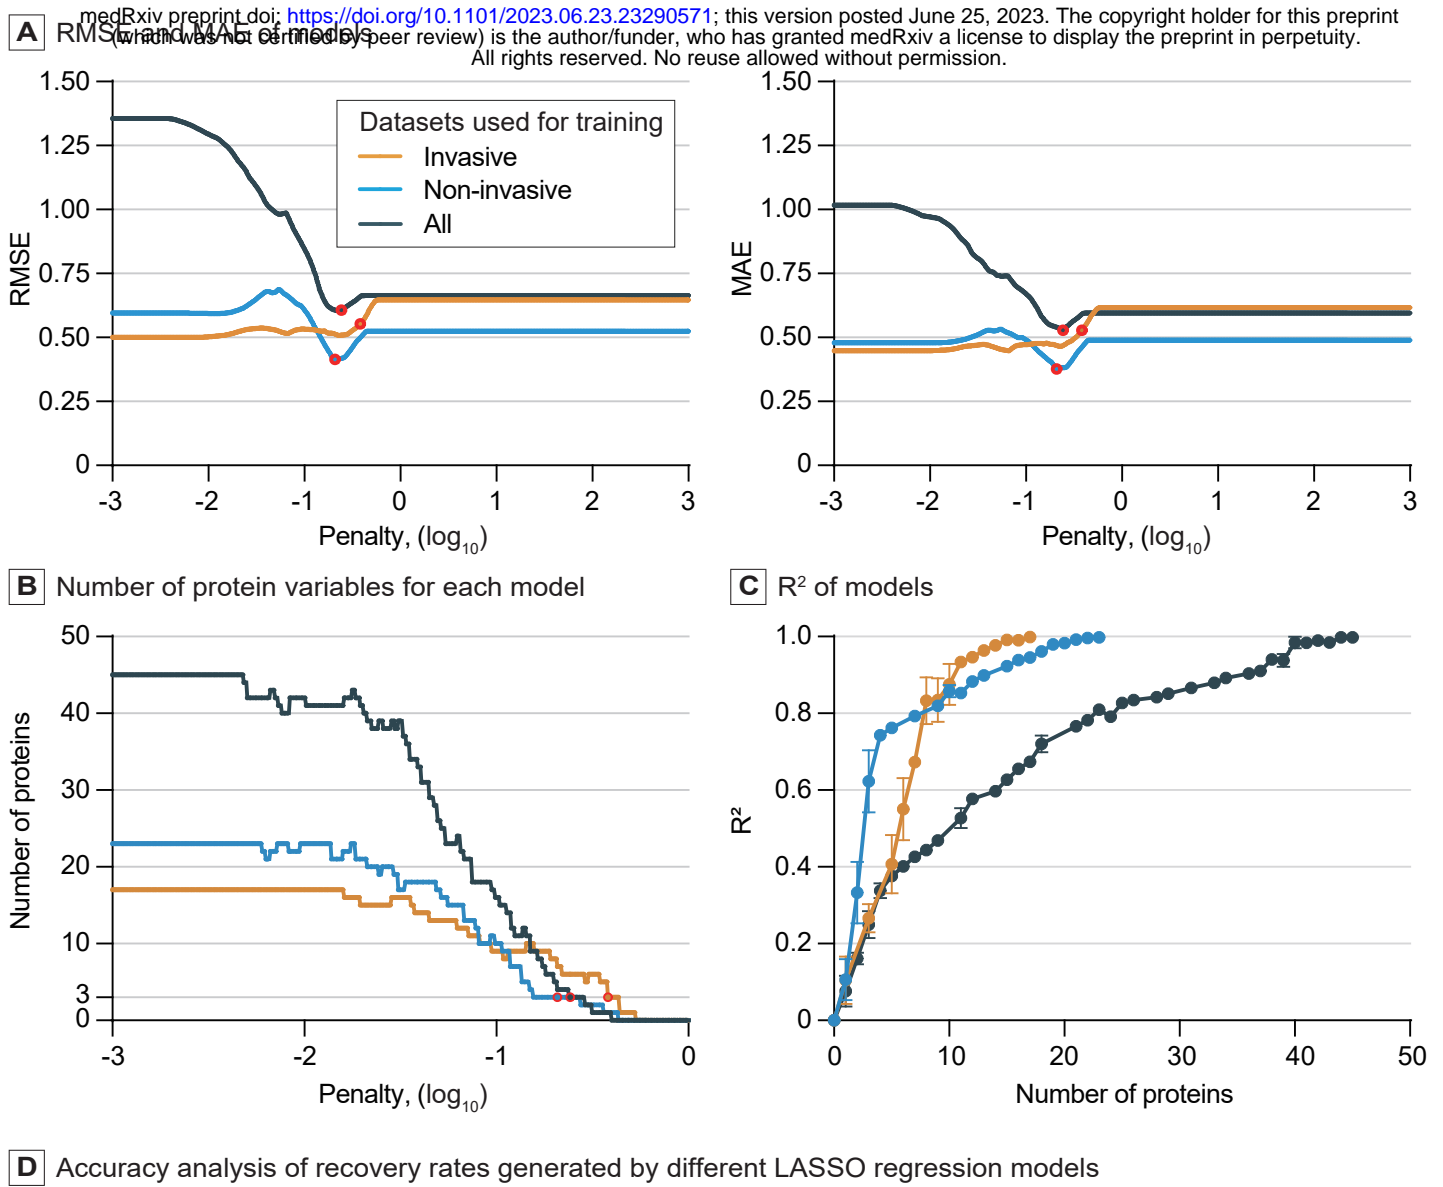 medRxiv preprint doi: https://doi.org/10.1101/2023.06.23.23290571; this version posted June 25, 2023. The copyright holder for this preprint
(which was not certified by peer review) is the author/funder, who has granted medRxiv a license to display the preprint in perpetuity.
All rights reserved. No reuse allowed without permission.
A RMSE and MAE of models
1.50
1.25
1.00
0.75
0.50
0.25
0
RMSE
Datasets used for training
Invasive
Non-invasive
All
-3 -2 -1 0 1 2 3
Penalty, (log₁₀)
1.50
1.25
1.00
0.75
0.50
0.25
0
MAE
-3 -2 -1 0 1 2 3
Penalty, (log₁₀)
B Number of protein variables for each model
50
40
30
20
10
3
0
Number of proteins
-3 -2 -1 0
Penalty, (log₁₀)
C R² of models
1.0
0.8
0.6
0.4
0.2
0
R²
0 10 20 30 40 50
Number of proteins
D Accuracy analysis of recovery rates generated by different LASSO regression models